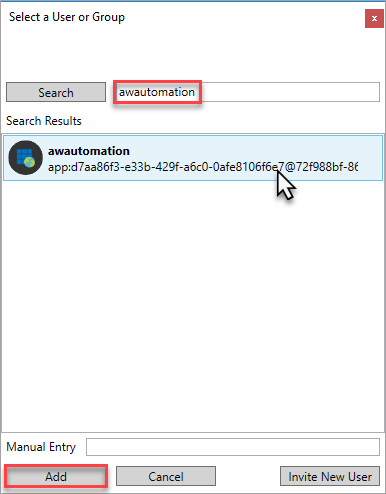 Select a User or Group
x
Search
awautomation
Search Results
awautomation
app:d7aa86f3-e33b-429f-a6c0-0afe8106f6e7@72f988bf-86
Manual Entry
Add
Cancel
Invite New User